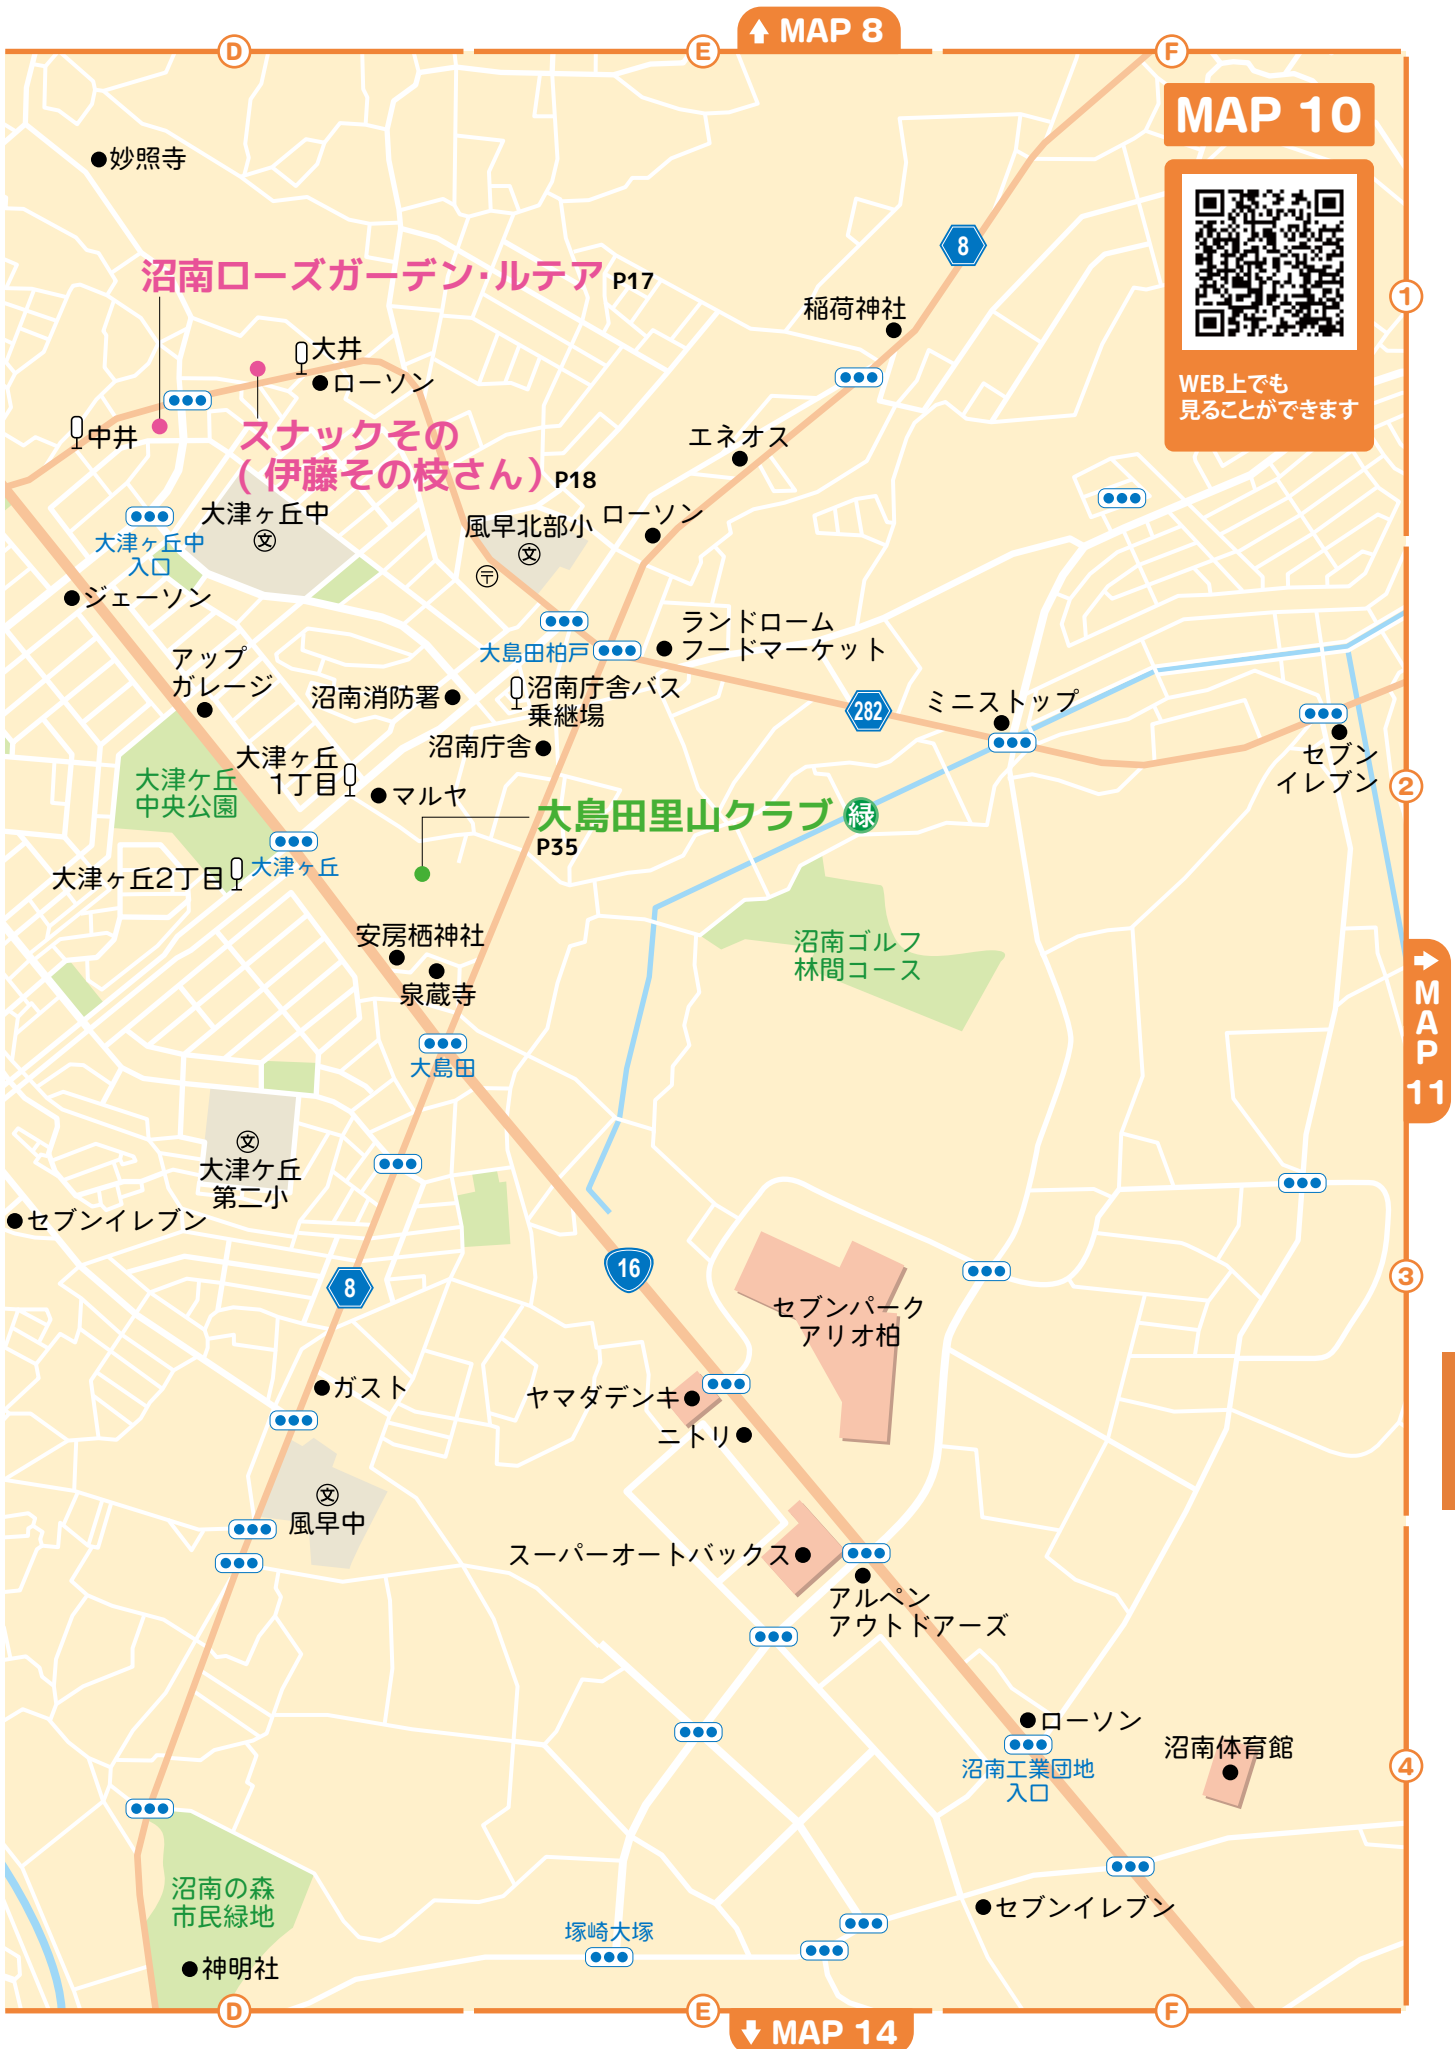 MAP 8
D
E
F
MAP 10
WEB上でも
見ることができます
妙照寺
8
沼南ローズガーデン・ルテア P17
稲荷神社
1
大井
ローソン
中井
スナックその
(伊藤その枝さん) P18
エネオス
大津ヶ丘中
文
大津ヶ丘中
入口
風早北部小
文
〒
ローソン
ジェーソン
大島田柏戸
ランドローム
フードマーケット
アップ
ガレージ
沼南消防署
沼南庁舎バス
乗継場
282
ミニストップ
沼南庁舎
セブン
イレブン
2
大津ヶ丘
1丁目
マルヤ
大津ケ丘
中央公園
大島田里山クラブ 緑
P35
大津ヶ丘
大津ヶ丘2丁目
安房栖神社
泉蔵寺
沼南ゴルフ
林間コース
MAP
11
大島田
文
大津ケ丘
第二小
セブンイレブン
8
16
3
セブンパーク
アリオ柏
ガスト
ヤマダデンキ
ニトリ
文
風早中
スーパーオートバックス
アルペン
アウトドアーズ
ローソン
沼南工業団地
入口
沼南体育館
4
沼南の森
市民緑地
セブンイレブン
塚崎大塚
神明社
D
E
F
MAP 14